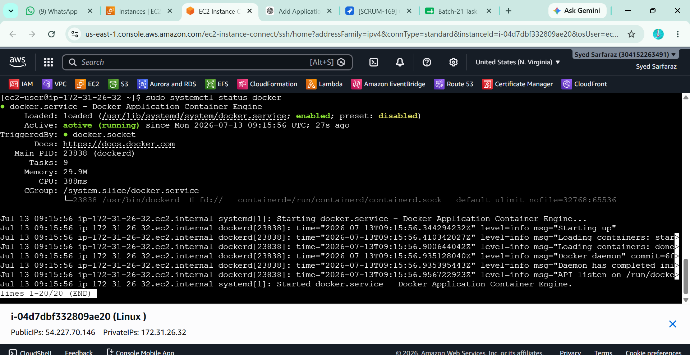 (9) WhatsApp
Instances | EC
EC2 Instance C
Add Applicatio
[SCRUM-169]
Batch-21 Task
Ask Gemini
us-east-1.console.aws.amazon.com/ec2-instance-connect/ssh/home?addressFamily=ipv4&connType=standard&instanceId=i-04d7dbf332809ae20&osUser=ec...
aws
Search
[Alt+S]
United States (N. Virginia)
Syed Sarfaraz (304152263491)
Syed Sarfaraz
IAM
VPC
EC2
S3
Aurora and RDS
EFS
CloudFormation
Lambda
Amazon EventBridge
Route 53
Certificate Manager
CloudFront
[ec2-user@ip-172-31-26-32 ~]$ sudo systemctl status docker
● docker.service - Docker Application Container Engine
Loaded: loaded (/usr/lib/systemd/system/docker.service; enabled; preset: disabled)
Active: active (running) since Mon 2026-07-13 09:15:56 UTC; 27s ago
TriggeredBy: ● docker.socket
Docs: https://docs.docker.com
Main PID: 23838 (dockerd)
Tasks: 9
Memory: 29.9M
CPU: 388ms
CGroup: /system.slice/docker.service
└─23838 /usr/bin/dockerd -H fd:// --containerd=/run/containerd/containerd.sock --default-ulimit nofile=32768:65536
Jul 13 09:15:56 ip-172-31-26-32.ec2.internal systemd[1]: Starting docker.service - Docker Application Container Engine...
Jul 13 09:15:56 ip-172-31-26-32.ec2.internal dockerd[23838]: time="2026-07-13T09:15:56.344294232Z" level=info msg="Starting up"
Jul 13 09:15:56 ip-172-31-26-32.ec2.internal dockerd[23838]: time="2026-07-13T09:15:56.410342027Z" level=info msg="Loading containers: star>
Jul 13 09:15:56 ip-172-31-26-32.ec2.internal dockerd[23838]: time="2026-07-13T09:15:56.900644042Z" level=info msg="Loading containers: done>
Jul 13 09:15:56 ip-172-31-26-32.ec2.internal dockerd[23838]: time="2026-07-13T09:15:56.935128040Z" level=info msg="Docker daemon" commit=6f>
Jul 13 09:15:56 ip-172-31-26-32.ec2.internal dockerd[23838]: time="2026-07-13T09:15:56.935395443Z" level=info msg="Daemon has completed ini>
Jul 13 09:15:56 ip-172-31-26-32.ec2.internal dockerd[23838]: time="2026-07-13T09:15:56.956722923Z" level=info msg="API listen on /run/docke>
Jul 13 09:15:56 ip-172-31-26-32.ec2.internal systemd[1]: Started docker.service - Docker Application Container Engine.
lines 1-20/20 (END)
i-04d7dbf332809ae20 (Linux )
PublicIPs: 54.227.70.146 PrivateIPs: 172.31.26.32
CloudShell
Feedback
Console Mobile App
© 2026, Amazon Web Services, Inc. or its affiliates.
Privacy
Terms
Cookie preferences